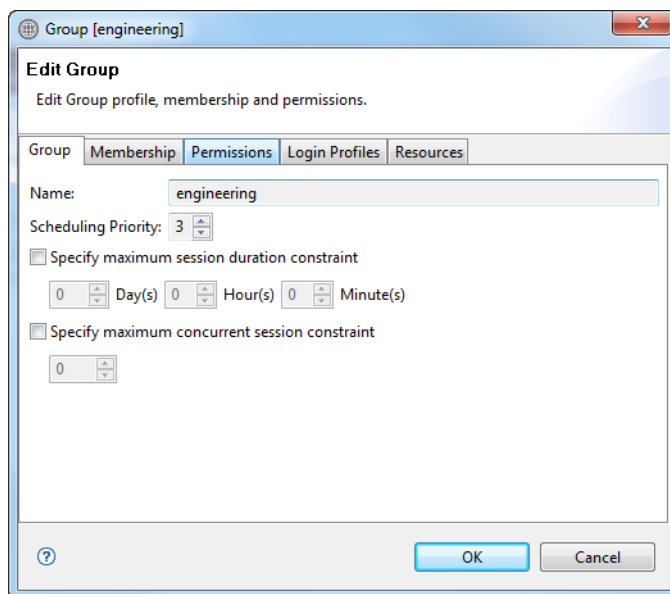 Group [engineering]
Edit Group
Edit Group profile, membership and permissions.
Group Membership Permissions Login Profiles Resources
Name: engineering
Scheduling Priority: 3
Specify maximum session duration constraint
0 Day(s) 0 Hour(s) 0 Minute(s)
Specify maximum concurrent session constraint
0
? OK Cancel